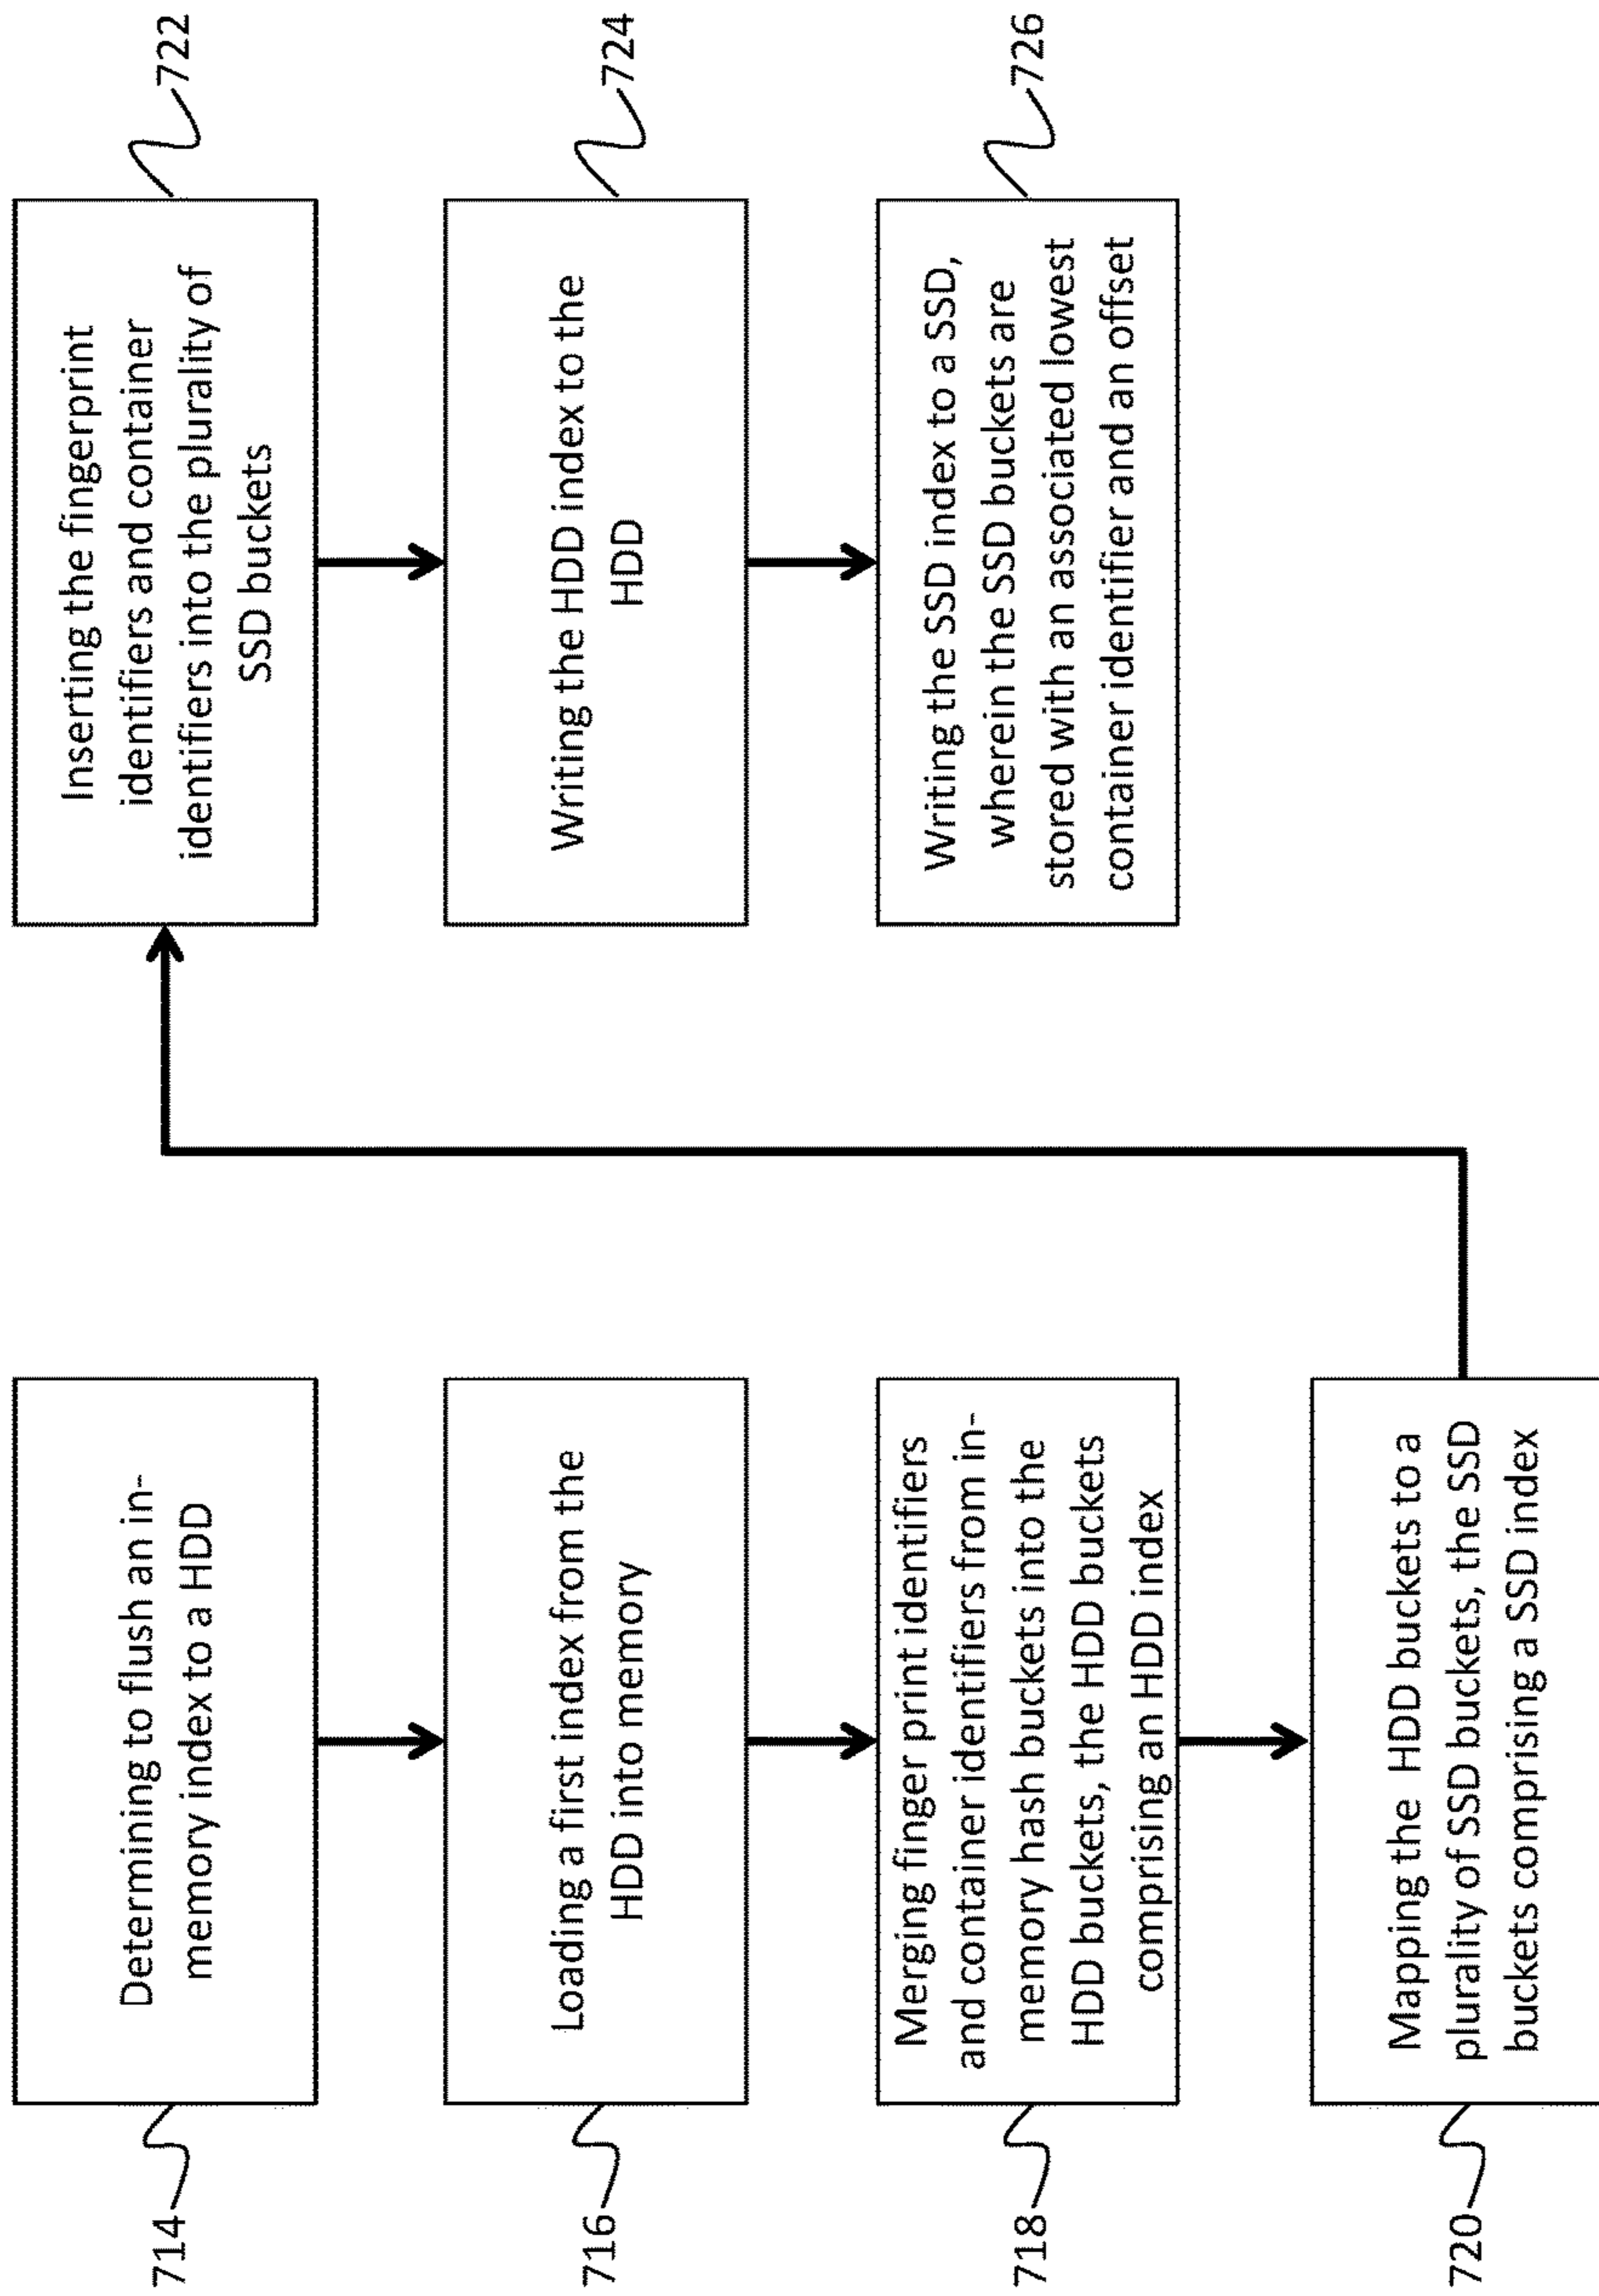 714
Determining to flush an in-
memory index to a HDD
716
Loading a first index from the
HDD into memory
718
Merging finger print identifiers
and container identifiers from in-
memory hash buckets into the
HDD buckets, the HDD buckets
comprising an HDD index
720
Mapping the HDD buckets to a
plurality of SSD buckets, the SSD
buckets comprising a SSD index
722
Inserting the fingerprint
identifiers and container
identifiers into the plurality of
SSD buckets
724
Writing the HDD index to the
HDD
726
Writing the SSD index to a SSD,
wherein the SSD buckets are
stored with an associated lowest
container identifier and an offset